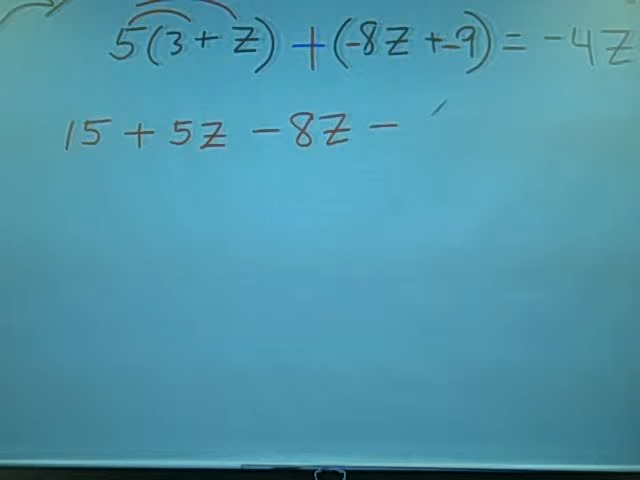 5(3 + z) + (-8z + -9) = -4z
15 + 5z - 8z -